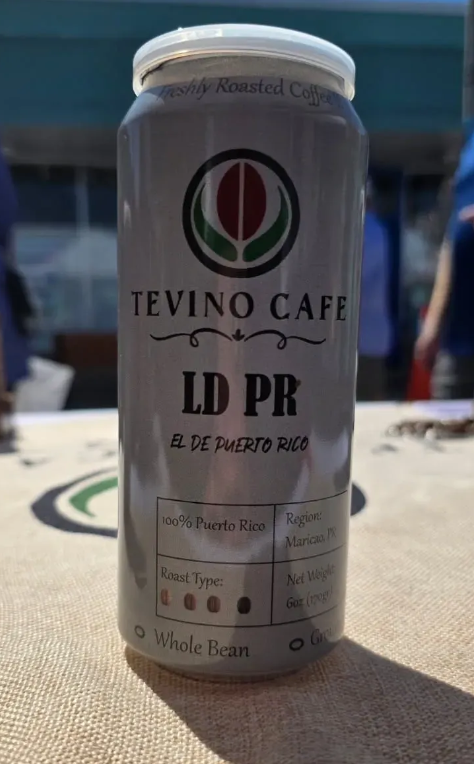 Freshly Roasted Coffee
TEVINO CAFE
LD PR
EL DE PUERTO RICO
100% Puerto Rico
Region:
Maricao,
Roast Type:
Net Weight
6oz (170g)
Whole Bean